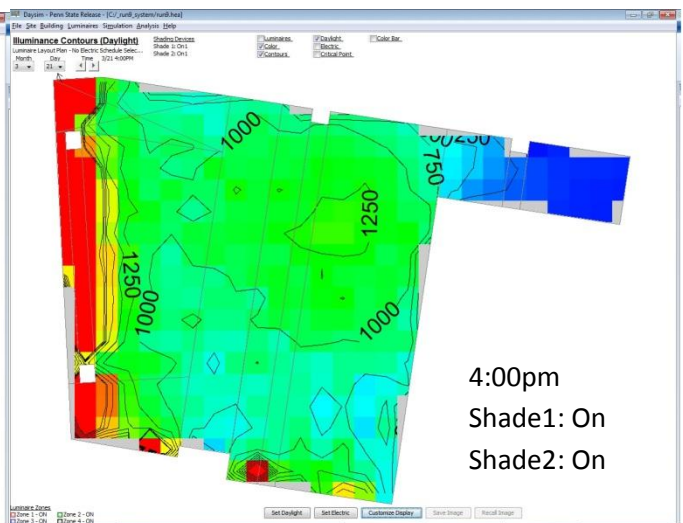 Daysim - Penn State Release - [C:/_run9_system/run9.hex]
File Site Building Luminaires Simulation Analysis Help
Illuminance Contours (Daylight)
Luminaire Layout Plan - No Electric Schedule Selec...
Month Day Time 3/21 4:00PM
3 21
Shading Devices
Shade 1: On1
Shade 2: On1
Luminaires Daylight Color Bar
Color Electric
Contours Critical Point
1000
750
1250
1250
1000
1000
4:00pm
Shade1: On
Shade2: On
Luminaire Zones
Zone 1 - ON Zone 2 - ON
Zone 3 - ON Zone 4 - ON
Set Daylight Set Electric Customize Display Save Image Recall Image